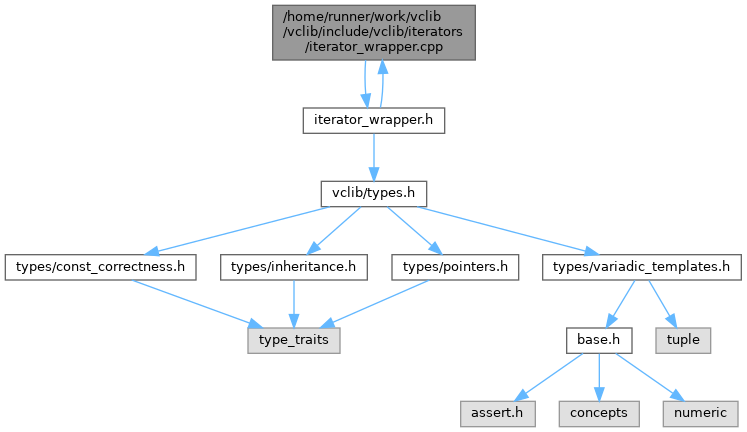 /home/runner/work/vclib
/vclib/include/vclib/iterators
/iterator_wrapper.cpp
iterator_wrapper.h
vclib/types.h
types/const_correctness.h
types/inheritance.h
types/pointers.h
types/variadic_templates.h
type_traits
base.h
tuple
assert.h
concepts
numeric